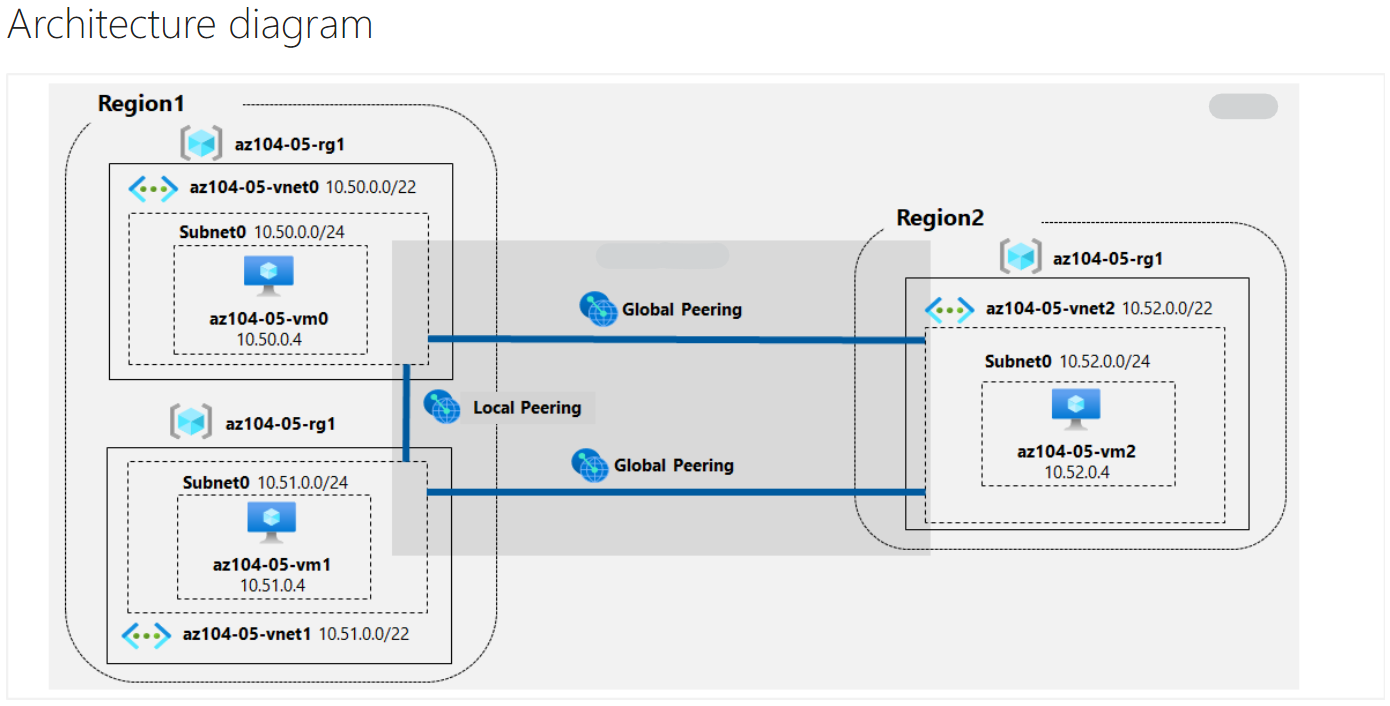 Architecture diagram
Region1
az104-05-rg1
az104-05-vnet0 10.50.0.0/22
Subnet0 10.50.0.0/24
az104-05-vm0
10.50.0.4
Local Peering
az104-05-rg1
Subnet0 10.51.0.0/24
az104-05-vm1
10.51.0.4
az104-05-vnet1 10.51.0.0/22
Global Peering
Global Peering
Region2
az104-05-rg1
az104-05-vnet2 10.52.0.0/22
Subnet0 10.52.0.0/24
az104-05-vm2
10.52.0.4